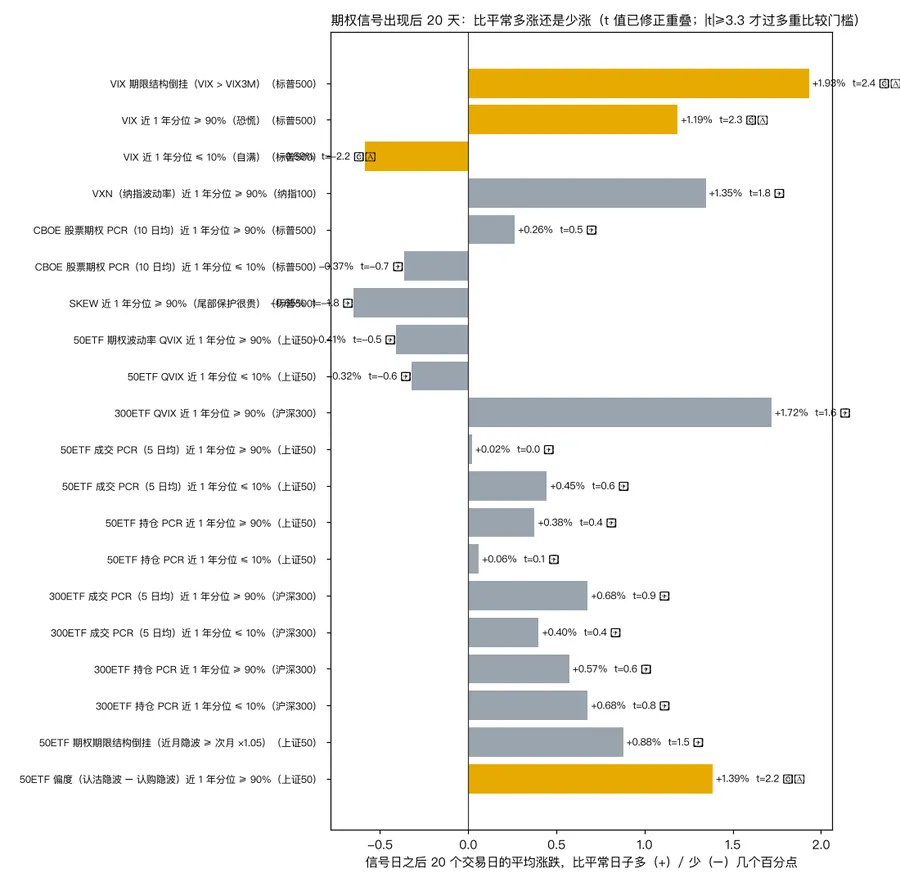 期权信号出现后 20 天：比平常多涨还是少涨（t 值已修正重叠；|t|≥3.3 才过多重比较门槛）
VIX 期限结构倒挂（VIX > VIX3M）（标普500） +1.93% t=2.4
VIX 近 1 年分位 ≥ 90%（恐慌）（标普500） +1.19% t=2.3
VIX 近 1 年分位 ≤ 10%（自满）（标普500） t=−2.2
VXN（纳指波动率）近 1 年分位 ≥ 90%（纳指100） +1.35% t=1.8
CBOE 股票期权 PCR（10 日均）近 1 年分位 ≥ 90%（标普500） +0.26% t=0.5
CBOE 股票期权 PCR（10 日均）近 1 年分位 ≤ 10%（标普500） −0.37% t=−0.7
SKEW 近 1 年分位 ≥ 90%（尾部保护很贵）（标普500） t=−1.8
50ETF 期权波动率 QVIX 近 1 年分位 ≥ 90%（上证50） −0.41% t=−0.5
50ETF QVIX 近 1 年分位 ≤ 10%（上证50） −0.32% t=−0.6
300ETF QVIX 近 1 年分位 ≥ 90%（沪深300） +1.72% t=1.6
50ETF 成交 PCR（5 日均）近 1 年分位 ≥ 90%（上证50） +0.02% t=0.0
50ETF 成交 PCR（5 日均）近 1 年分位 ≤ 10%（上证50） +0.45% t=0.6
50ETF 持仓 PCR 近 1 年分位 ≥ 90%（上证50） +0.38% t=0.4
50ETF 持仓 PCR 近 1 年分位 ≤ 10%（上证50） +0.06% t=0.1
300ETF 成交 PCR（5 日均）近 1 年分位 ≥ 90%（沪深300） +0.68% t=0.9
300ETF 成交 PCR（5 日均）近 1 年分位 ≤ 10%（沪深300） +0.40% t=0.4
300ETF 持仓 PCR 近 1 年分位 ≥ 90%（沪深300） +0.57% t=0.6
300ETF 持仓 PCR 近 1 年分位 ≤ 10%（沪深300） +0.68% t=0.8
50ETF 期权期限结构倒挂（近月隐波 ≥ 次月 ×1.05）（上证50） +0.88% t=1.5
50ETF 偏度（认沽隐波 − 认购隐波）近 1 年分位 ≥ 90%（上证50） +1.39% t=2.2
−0.5 0.0 0.5 1.0 1.5 2.0
信号日之后 20 个交易日的平均涨跌，比平常日子多（+）/ 少（−）几个百分点